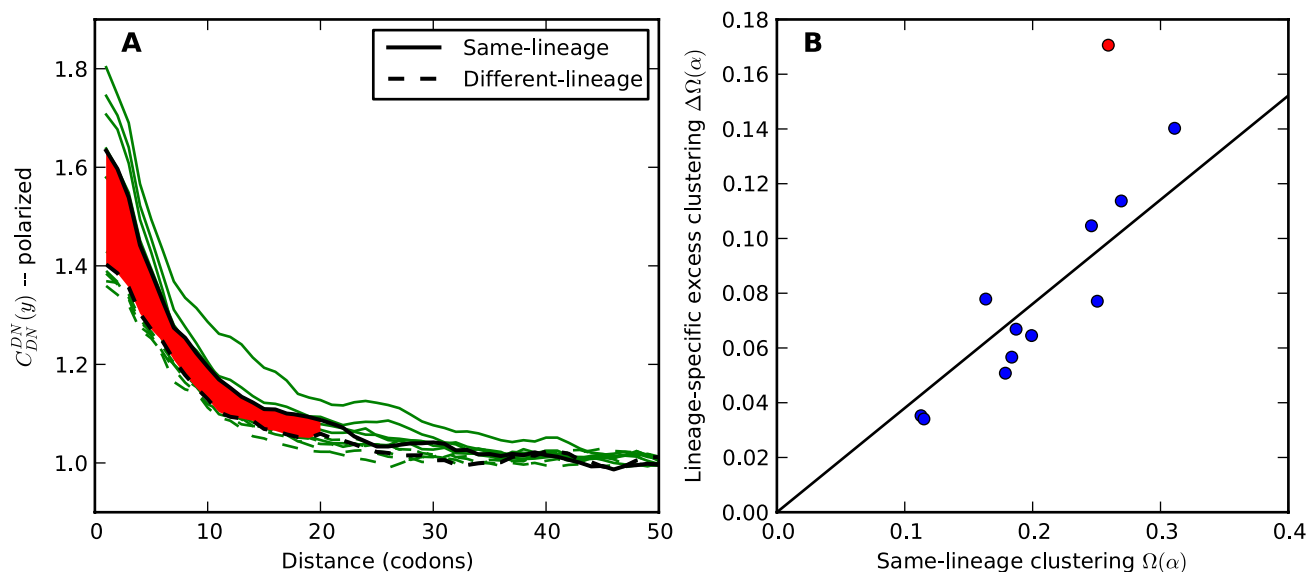 A
Same-lineage
Different-lineage
1.8
1.6
1.4
1.2
1.0
C_{DN}^{DN}(y) -- polarized
0 10 20 30 40 50
Distance (codons)
B
0.18
0.16
0.14
0.12
0.10
0.08
0.06
0.04
0.02
0.00
Lineage-specific excess clustering ΔΩ(α)
0.0 0.1 0.2 0.3 0.4
Same-lineage clustering Ω(α)